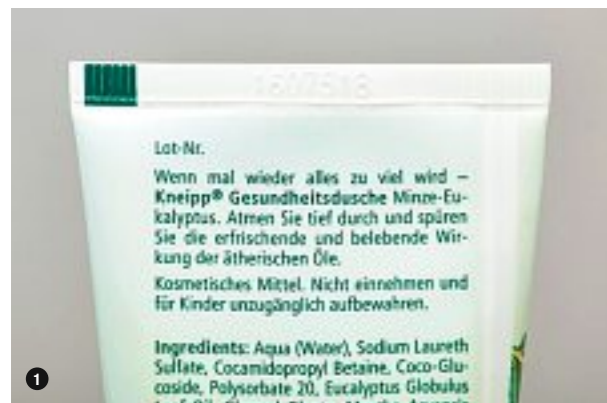 Lot-Nr.
Wenn mal wieder alles zu viel wird –
Kneipp® Gesundheitsdusche Minze-Eu-
kalyptus. Atmen Sie tief durch und spüren
Sie die erfrischende und belebende Wir-
kung der ätherischen Öle.
Kosmetisches Mittel. Nicht einnehmen und
für Kinder unzugänglich aufbewahren.
Ingredients: Aqua (Water), Sodium Laureth
Sulfate, Cocamidopropyl Betaine, Coco-Glu-
coside, Polysorbate 20, Eucalyptus Globulus
1